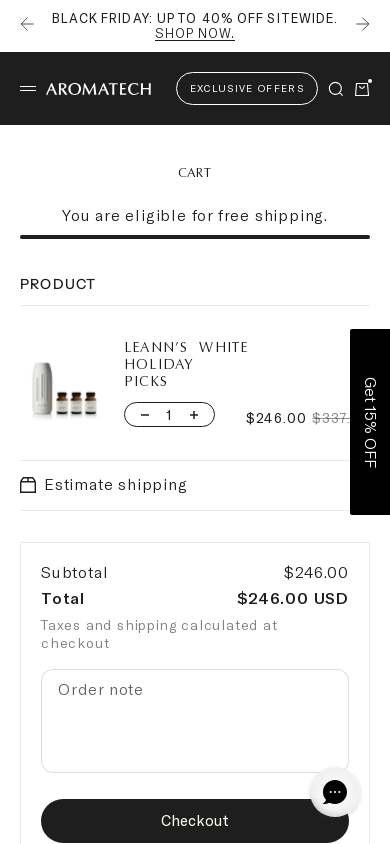 BLACK FRIDAY: UP TO 40% OFF SITEWIDE.
SHOP NOW.
AROMATECH
EXCLUSIVE OFFERS
CART
You are eligible for free shipping.
PRODUCT
LEANN'S WHITE
HOLIDAY
PICKS
− 1 +
$246.00 $337.
Get 15% OFF
Estimate shipping
Subtotal $246.00
Total $246.00 USD
Taxes and shipping calculated at
checkout
Order note
Checkout